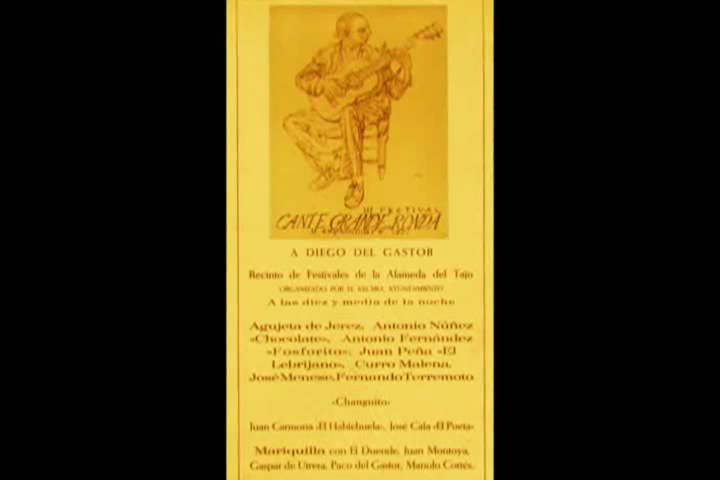 III FESTIVAL
CANTE GRANDE RONDA
A DIEGO DEL GASTOR
Recinto de Festivales de la Alameda del Tajo
ORGANIZADO POR EL EXCMO. AYUNTAMIENTO
A las diez y media de la noche
Agujeta de Jerez, Antonio Núñez
«Chocolate», Antonio Fernández
«Fosforito», Juan Peña «El
Lebrijano», Curro Malena,
José Menese, Fernando Terremoto
«Changuito»
Juan Carmona «El Habichuela», José Cala «El Poeta»
Mariquilla con El Duende, Juan Montoya,
Gaspar de Utrera, Paco del Gastor, Manolo Cortés,